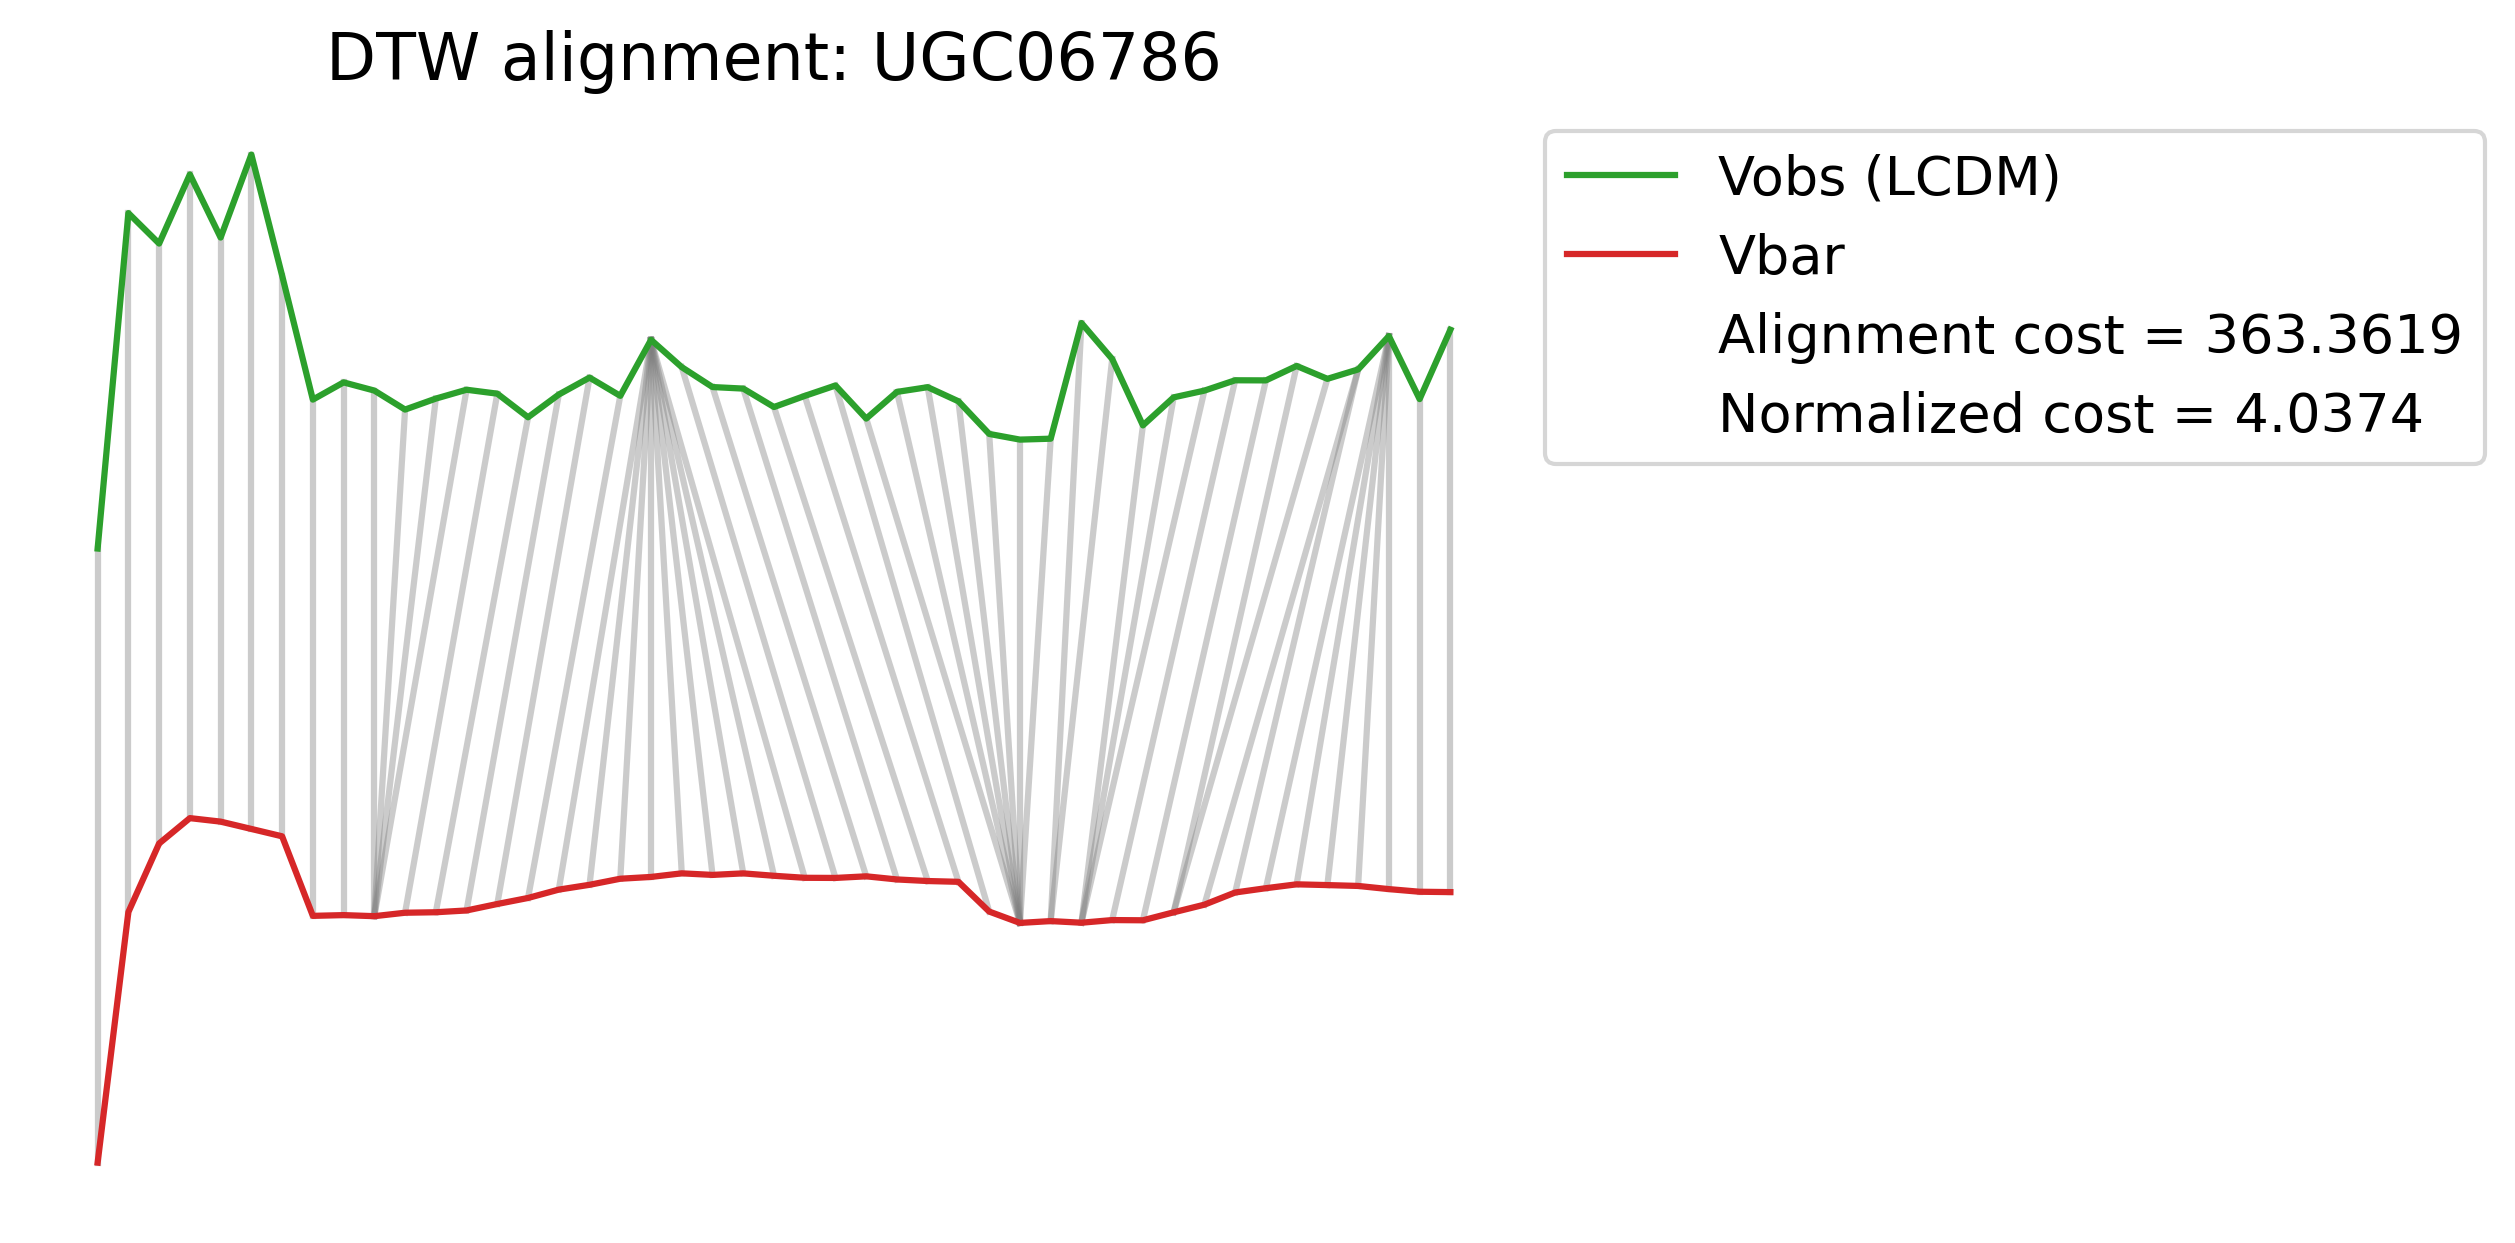 DTW alignment: UGC06786
Vobs (LCDM)
Vbar
Alignment cost = 363.3619
Normalized cost = 4.0374